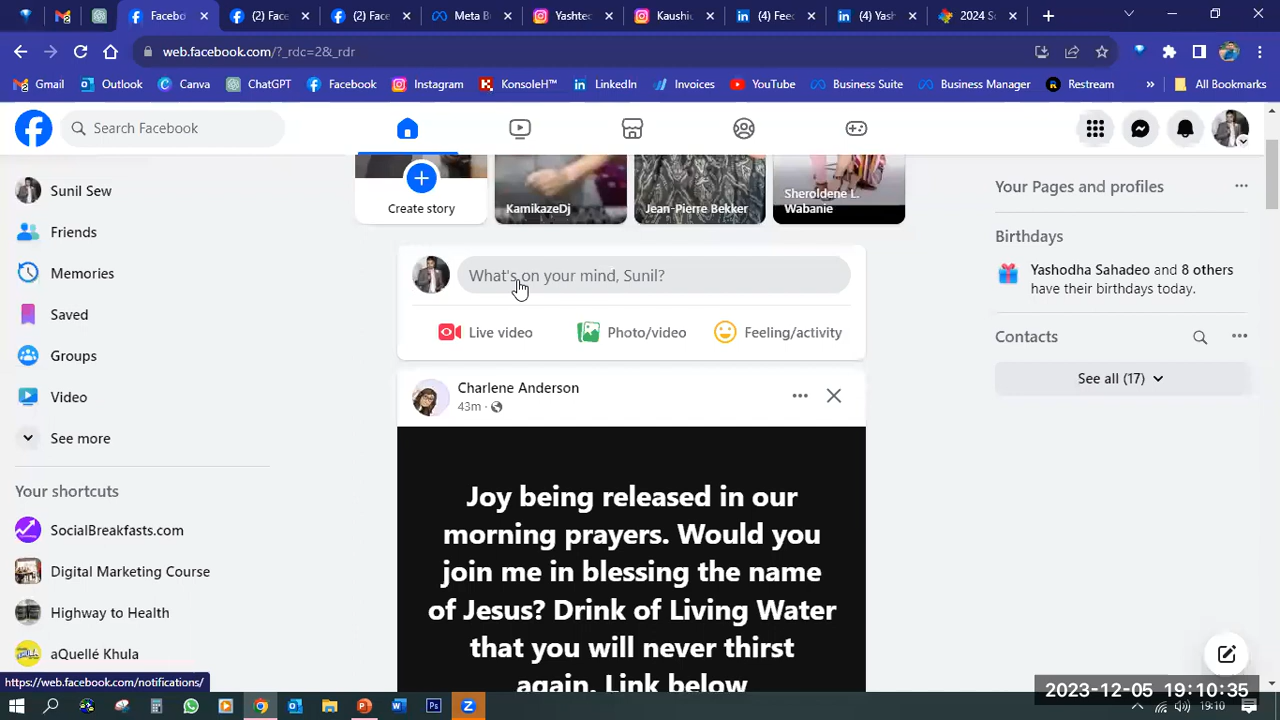 Facebo
(2) Face
(2) Face
Meta B
Yashtec
Kaushic
(4) Fee
(4) Yash
2024 S
web.facebook.com/?_rdc=2&_rdr
Gmail
Outlook
Canva
ChatGPT
Facebook
Instagram
KonsoleH™
LinkedIn
Invoices
YouTube
Business Suite
Business Manager
Restream
»
All Bookmarks
Search Facebook
Sunil Sew
Friends
Memories
Saved
Groups
Video
See more
Your shortcuts
SocialBreakfasts.com
Digital Marketing Course
Highway to Health
aQuellé Khula
https://web.facebook.com/notifications/
Create story
KamikazeDj
Jean-Pierre Bekker
Sheroldene L.
Wabanie
What's on your mind, Sunil?
Live video
Photo/video
Feeling/activity
Charlene Anderson
43m ·
Joy being released in our
morning prayers. Would you
join me in blessing the name
of Jesus? Drink of Living Water
that you will never thirst
again. Link below
Your Pages and profiles
Birthdays
Yashodha Sahadeo and 8 others
have their birthdays today.
Contacts
See all (17)
2023-12-05 19:10:35
19:10